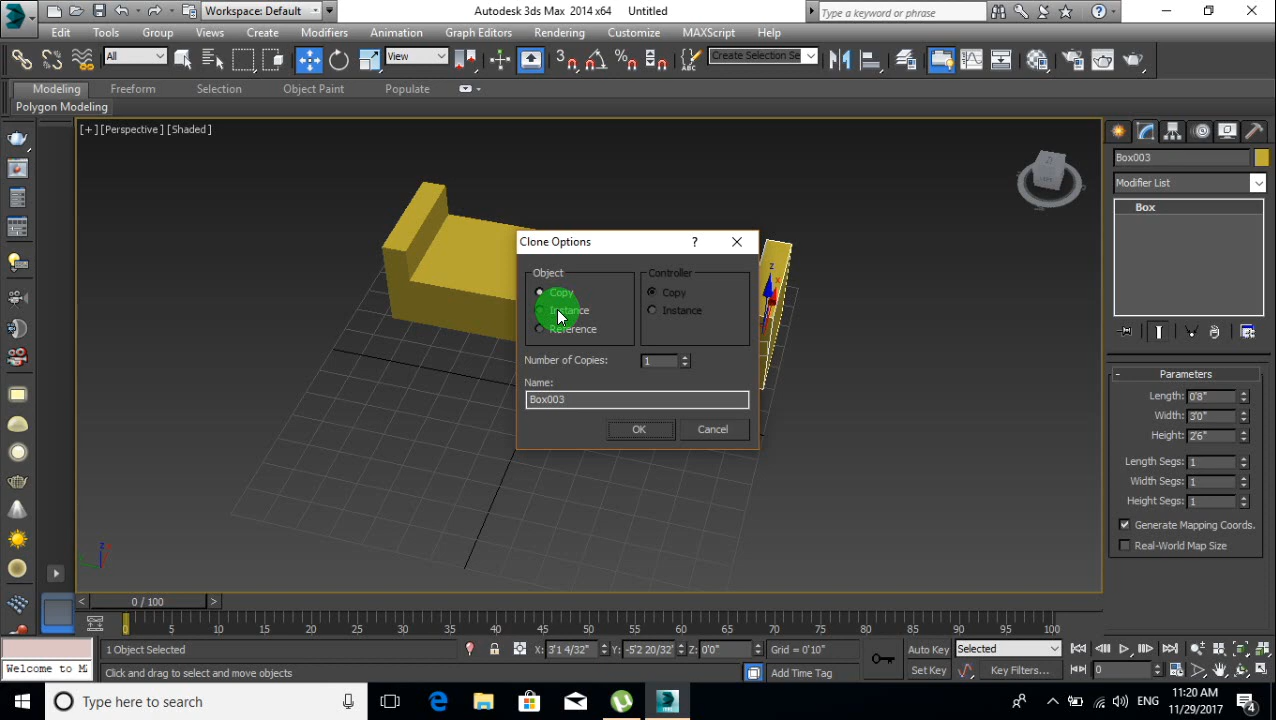 Workspace: Default
Autodesk 3ds Max 2014 x64 Untitled
Type a keyword or phrase
Edit Tools Group Views Create Modifiers Animation Graph Editors Rendering Customize MAXScript Help
All
View
Create Selection Se
Modeling Freeform Selection Object Paint Populate
Polygon Modeling
[+][Perspective][Shaded]
Box003
Modifier List
Box
Clone Options
Object
Copy
Instance
Reference
Controller
Copy
Instance
Number of Copies: 1
Name:
Box003
OK Cancel
Parameters
Length: 0'8"
Width: 3'0"
Height: 2'6"
Length Segs: 1
Width Segs: 1
Height Segs: 1
Generate Mapping Coords.
Real-World Map Size
0 / 100
0 5 10 15 20 25 30 35 40 45 50 55 60 65 70 75 80 85 90 95 100
1 Object Selected
X: 3'1 4/32" Y: -5'2 20/32' Z: 0'0" Grid = 0'10"
Auto Key Selected
Welcome to M
Click and drag to select and move objects
Add Time Tag
Set Key Key Filters... 0
Type here to search
ENG
11:20 AM
11/29/2017
4